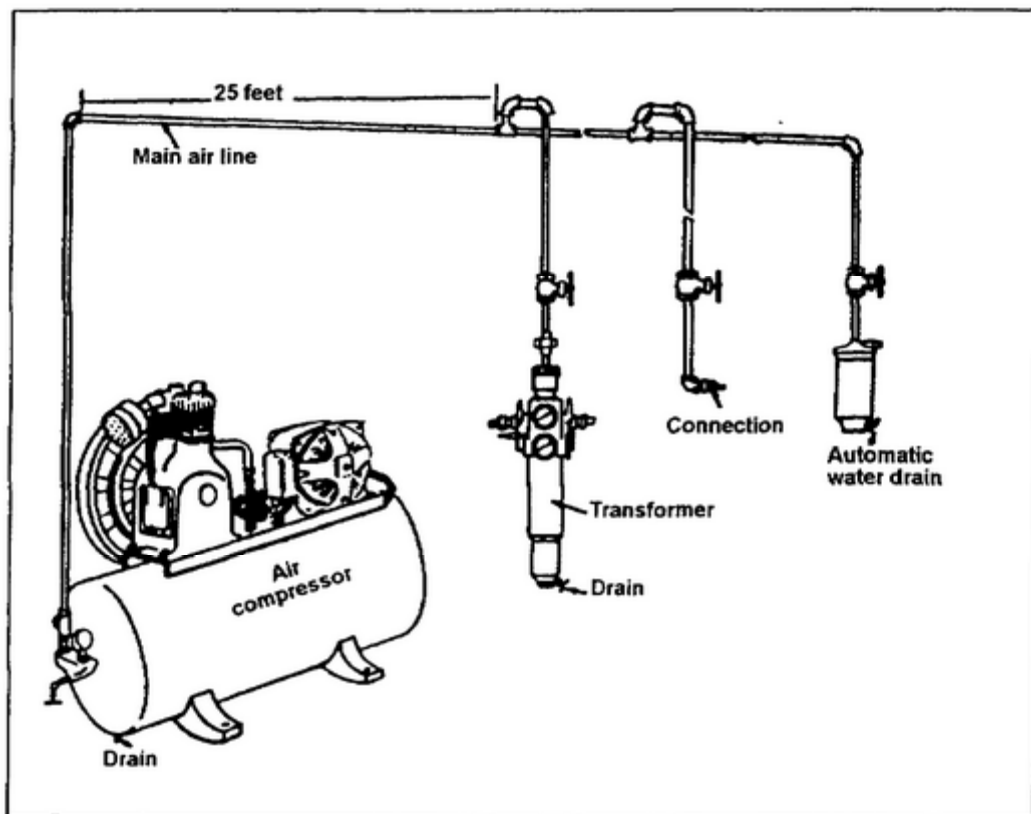 25 feet
Main air line
Connection
Automatic
water drain
Transformer
Air
compressor
Drain
Drain